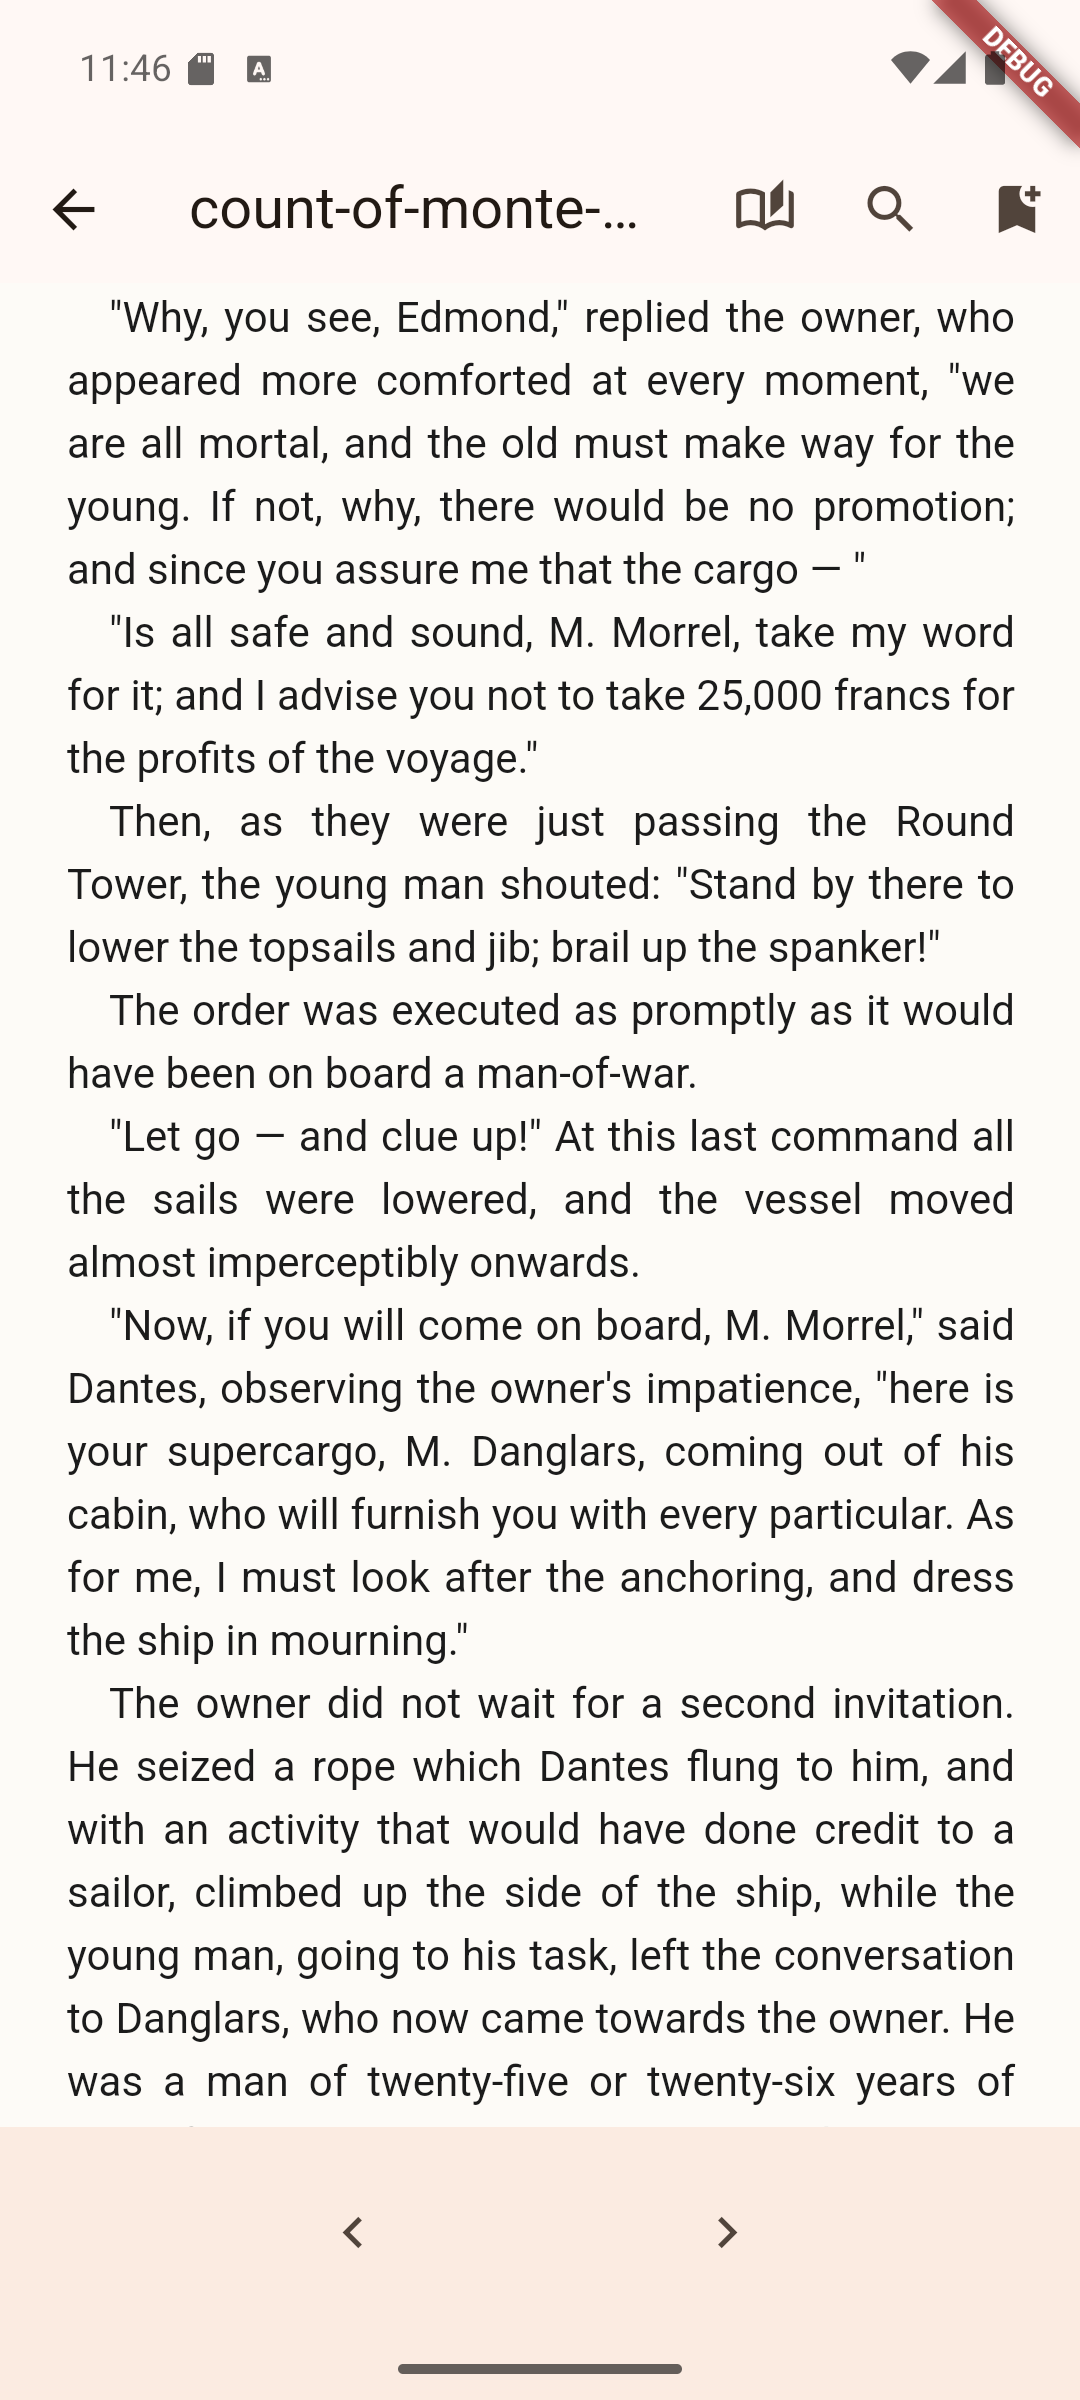 11:46
DEBUG
count-of-monte-...
"Why, you see, Edmond," replied the owner, who
appeared more comforted at every moment, "we
are all mortal, and the old must make way for the
young. If not, why, there would be no promotion;
and since you assure me that the cargo — "
"Is all safe and sound, M. Morrel, take my word
for it; and I advise you not to take 25,000 francs for
the profits of the voyage."
Then, as they were just passing the Round
Tower, the young man shouted: "Stand by there to
lower the topsails and jib; brail up the spanker!"
The order was executed as promptly as it would
have been on board a man-of-war.
"Let go — and clue up!" At this last command all
the sails were lowered, and the vessel moved
almost imperceptibly onwards.
"Now, if you will come on board, M. Morrel," said
Dantes, observing the owner's impatience, "here is
your supercargo, M. Danglars, coming out of his
cabin, who will furnish you with every particular. As
for me, I must look after the anchoring, and dress
the ship in mourning."
The owner did not wait for a second invitation.
He seized a rope which Dantes flung to him, and
with an activity that would have done credit to a
sailor, climbed up the side of the ship, while the
young man, going to his task, left the conversation
to Danglars, who now came towards the owner. He
was a man of twenty-five or twenty-six years of